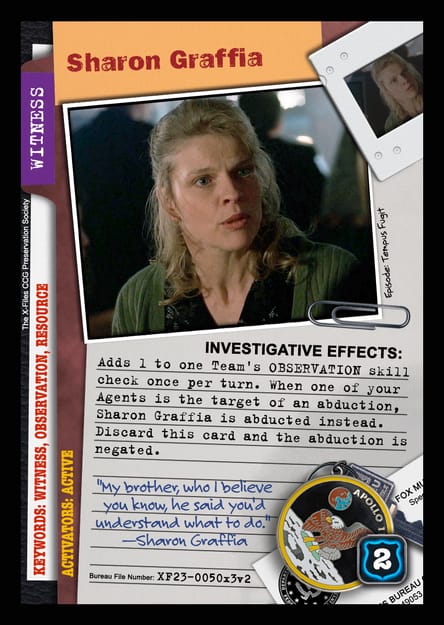 Sharon Graffia
WITNESS
Episode: Tempus Fugit
The X-Files CCG Preservation Society
KEYWORDS: WITNESS, OBSERVATION, RESOURCE
ACTIVATORS: ACTIVE
INVESTIGATIVE EFFECTS:
Adds 1 to one Team's OBSERVATION skill
check once per turn. When one of your
Agents is the target of an abduction,
Sharon Graffia is abducted instead.
Discard this card and the abduction is
negated.
"My brother, who I believe
you know, he said you'd
understand what to do."
—Sharon Graffia
APOLLO
FOX MU
Spe
2
BUREAU
Bureau File Number: XF23-0050x3v2